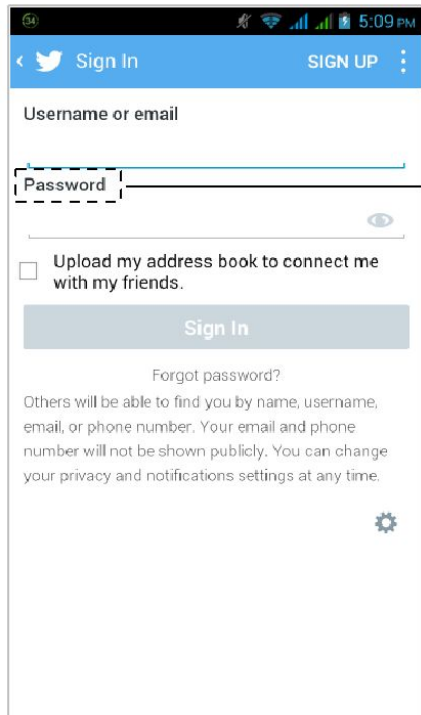 34 5:09 PM
Sign In SIGN UP
Username or email
Password
Upload my address book to connect me
with my friends.
Sign In
Forgot password?
Others will be able to find you by name, username,
email, or phone number. Your email and phone
number will not be shown publicly. You can change
your privacy and notifications settings at any time.